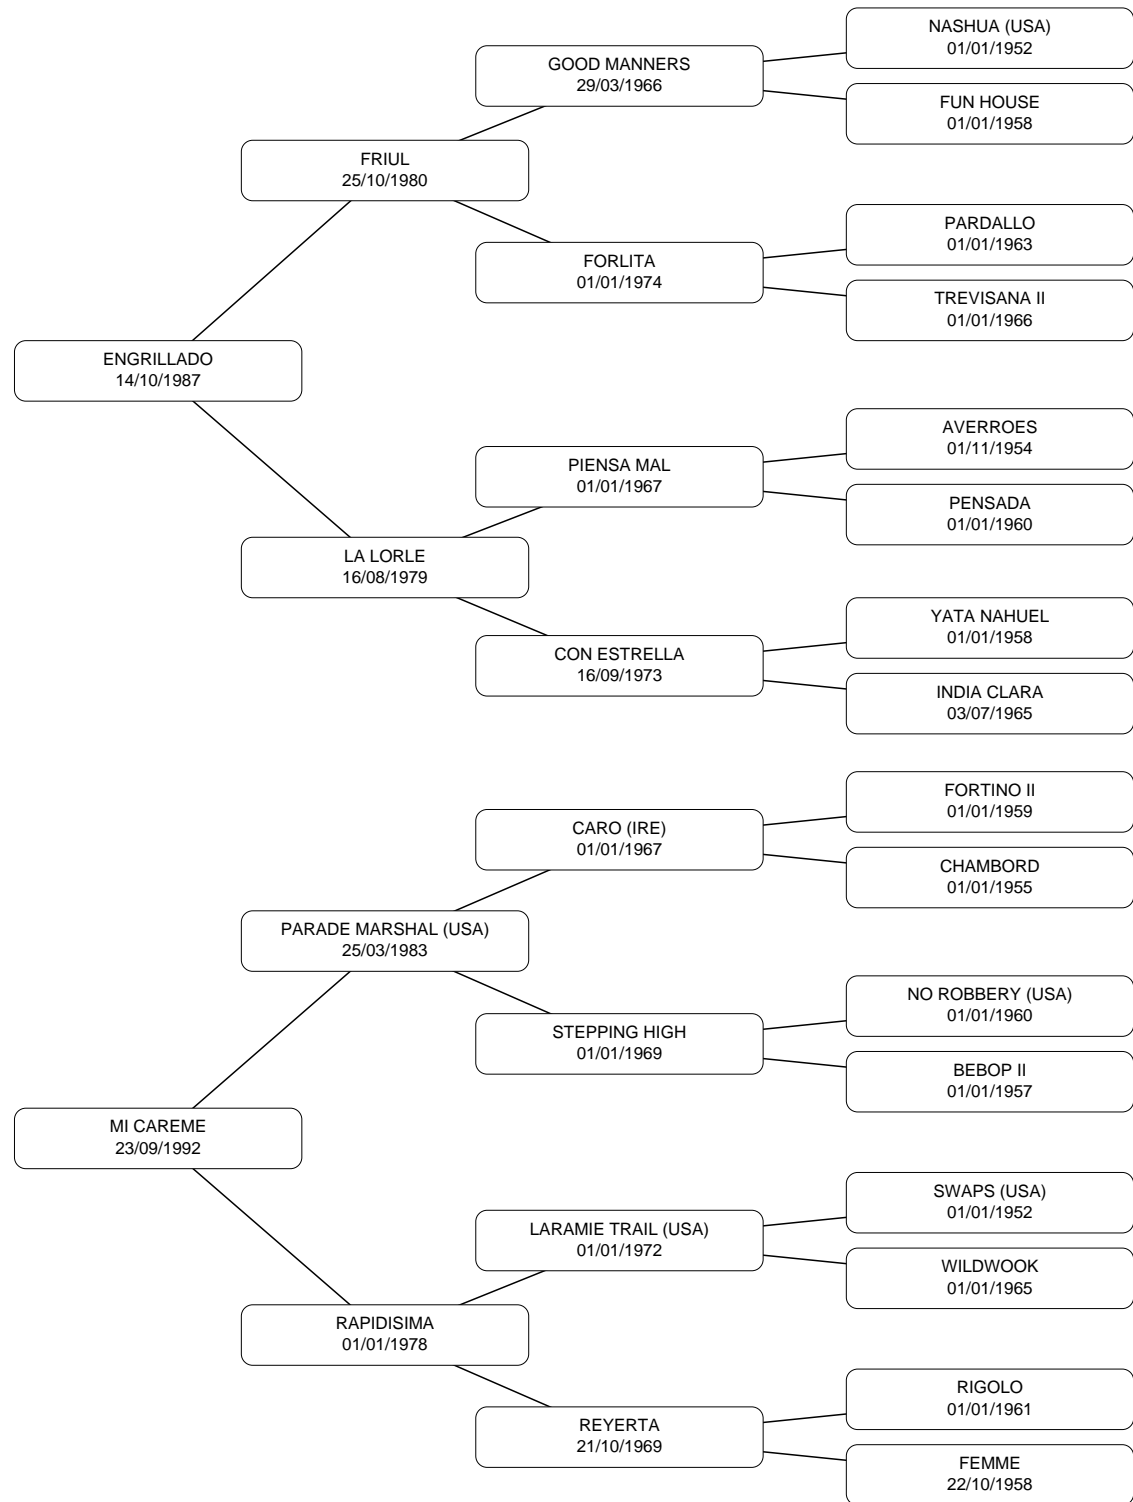 NASHUA (USA)
01/01/1952
GOOD MANNERS
29/03/1966
FUN HOUSE
01/01/1958
FRIUL
25/10/1980
PARDALLO
01/01/1963
FORLITA
01/01/1974
TREVISANA II
01/01/1966
ENGRILLADO
14/10/1987
AVERROES
01/11/1954
PIENSA MAL
01/01/1967
PENSADA
01/01/1960
LA LORLE
16/08/1979
YATA NAHUEL
01/01/1958
CON ESTRELLA
16/09/1973
INDIA CLARA
03/07/1965
FORTINO II
01/01/1959
CARO (IRE)
01/01/1967
CHAMBORD
01/01/1955
PARADE MARSHAL (USA)
25/03/1983
NO ROBBERY (USA)
01/01/1960
STEPPING HIGH
01/01/1969
BEBOP II
01/01/1957
MI CAREME
23/09/1992
SWAPS (USA)
01/01/1952
LARAMIE TRAIL (USA)
01/01/1972
WILDWOOK
01/01/1965
RAPIDISIMA
01/01/1978
RIGOLO
01/01/1961
REYERTA
21/10/1969
FEMME
22/10/1958